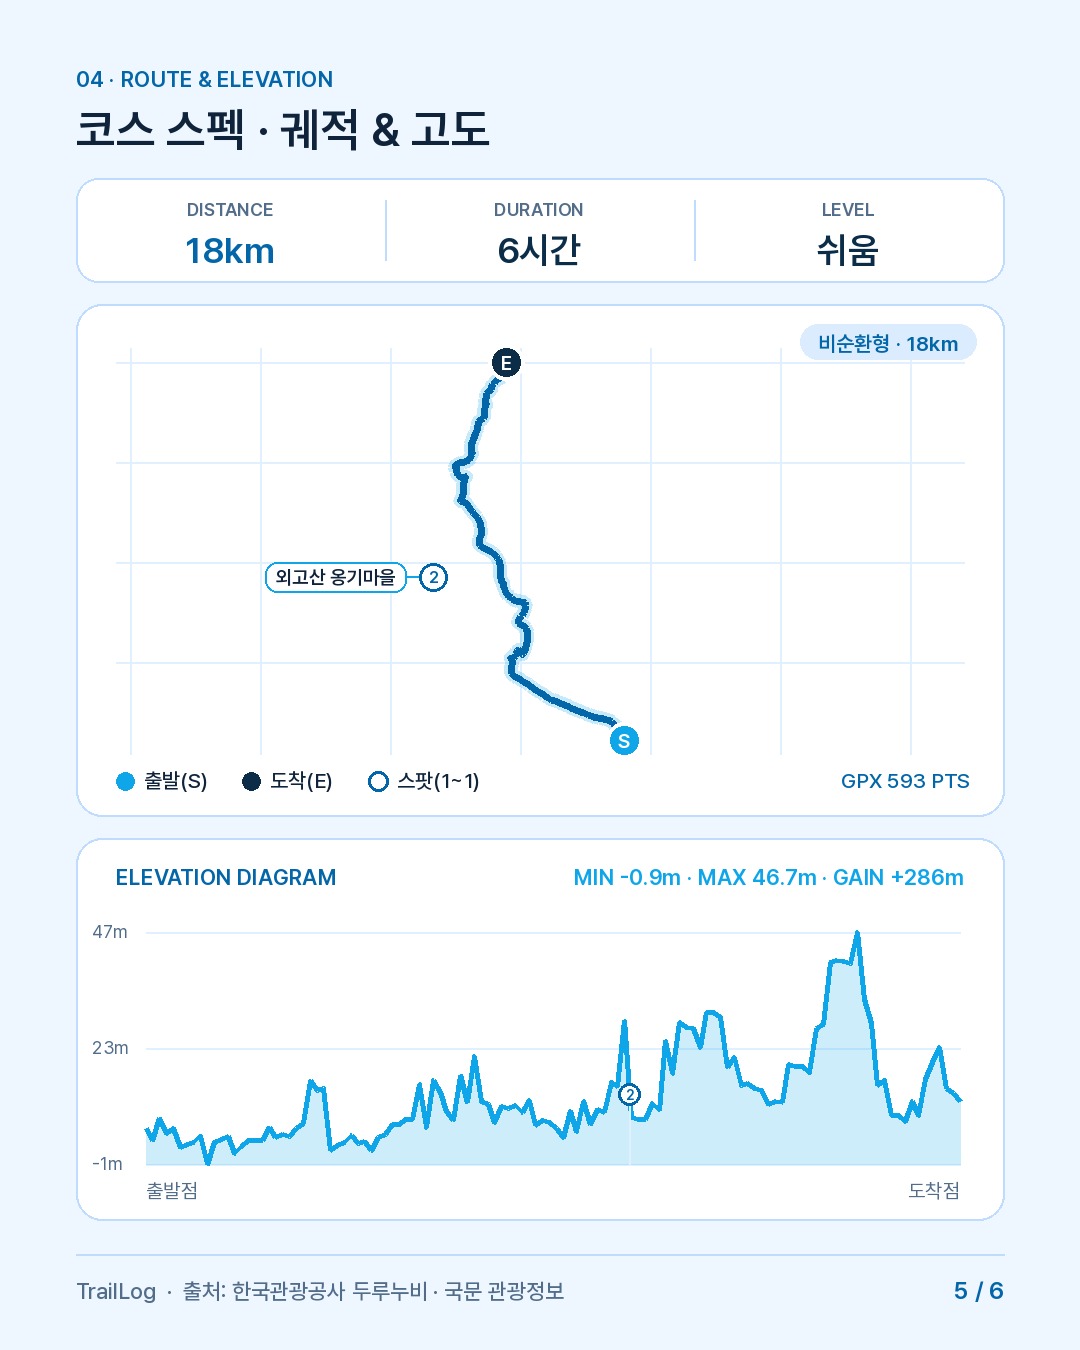 04 · ROUTE & ELEVATION
코스 스펙 · 궤적 & 고도
DISTANCE
18km
DURATION
6시간
LEVEL
쉬움
비순환형 · 18km
E
외고산 옹기마을
2
S
출발(S)
도착(E)
스팟(1~1)
GPX 593 PTS
ELEVATION DIAGRAM
MIN -0.9m · MAX 46.7m · GAIN +286m
47m
23m
2
-1m
출발점
도착점
TrailLog · 출처: 한국관광공사 두루누비 · 국문 관광정보
5 / 6